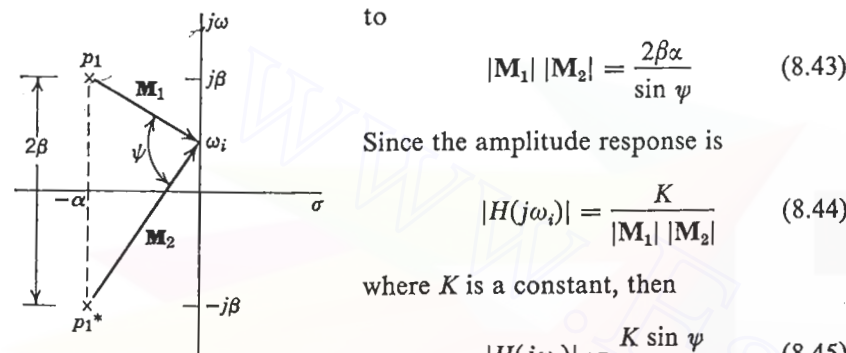 jω
p₁
jβ
M₁
2β
ψ
ωᵢ
−α
σ
M₂
−jβ
p₁*
to
|M₁| |M₂| = 2βα / sin ψ (8.43)
Since the amplitude response is
|H(jωᵢ)| = K / |M₁| |M₂| (8.44)
where K is a constant, then
K sin ψ